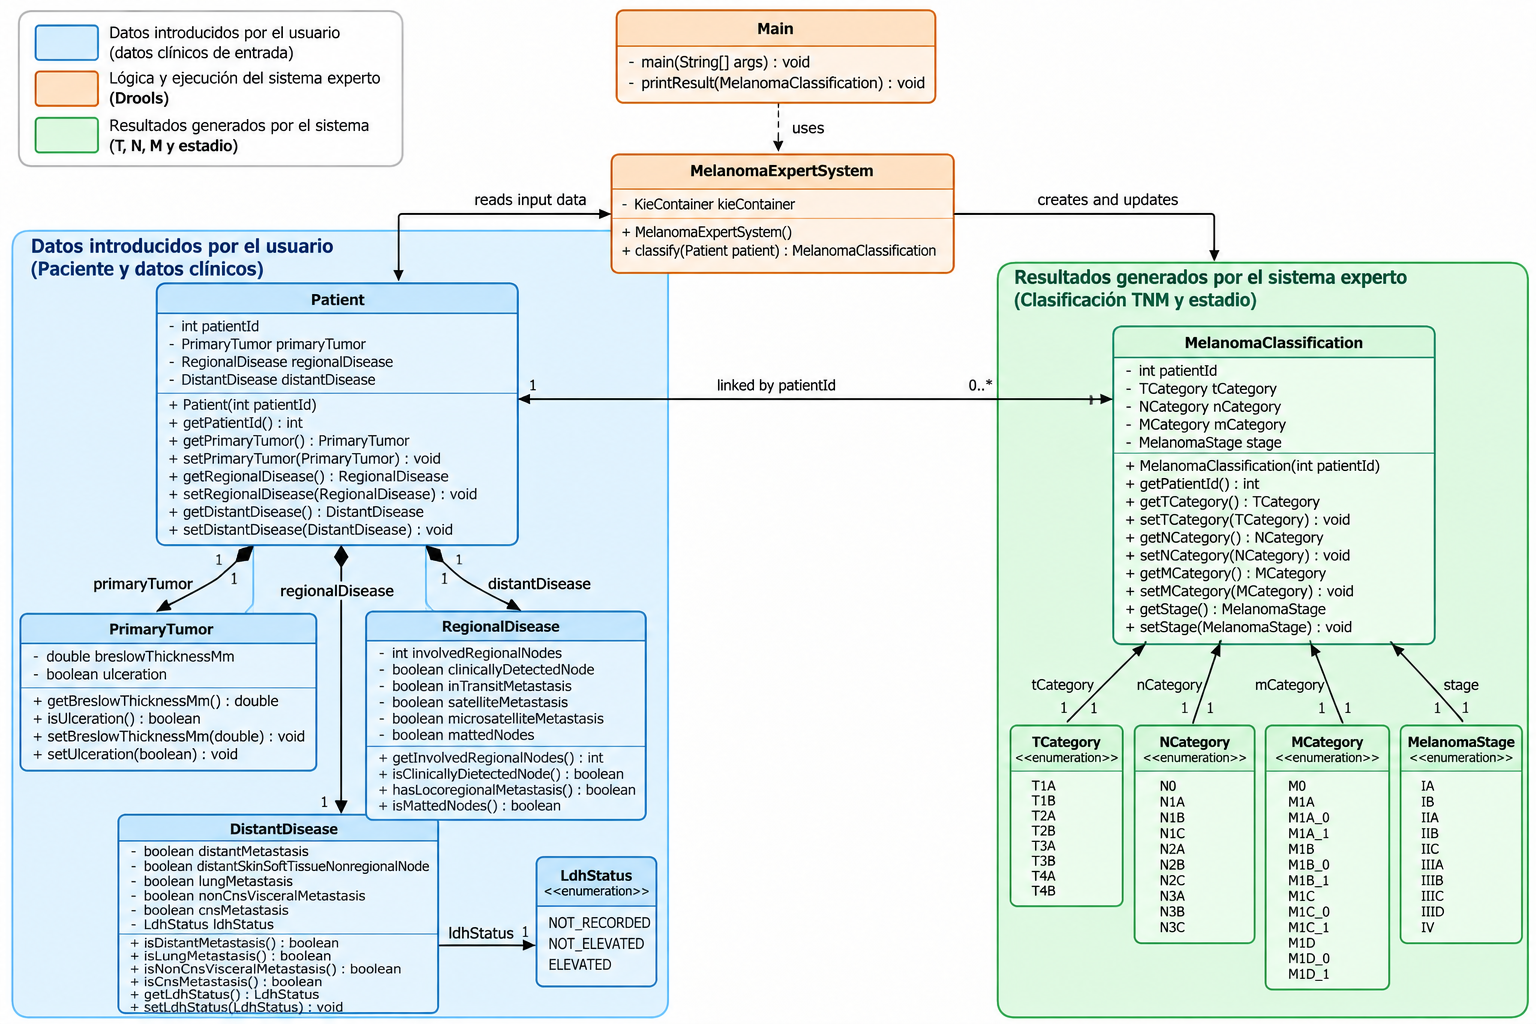 Datos introducidos por el usuario
(datos clínicos de entrada)
Lógica y ejecución del sistema experto
(Drools)
Resultados generados por el sistema
(T, N, M y estadio)
Main
- main(String[] args) : void
- printResult(MelanomaClassification) : void
uses
MelanomaExpertSystem
- KieContainer kieContainer
+ MelanomaExpertSystem()
+ classify(Patient patient) : MelanomaClassification
reads input data
creates and updates
Datos introducidos por el usuario
(Paciente y datos clínicos)
Patient
- int patientId
- PrimaryTumor primaryTumor
- RegionalDisease regionalDisease
- DistantDisease distantDisease
+ Patient(int patientId)
+ getPatientId() : int
+ getPrimaryTumor() : PrimaryTumor
+ setPrimaryTumor(PrimaryTumor) : void
+ getRegionalDisease() : RegionalDisease
+ setRegionalDisease(RegionalDisease) : void
+ getDistantDisease() : DistantDisease
+ setDistantDisease(DistantDisease) : void
1
linked by patientId
0..*
1
1
primaryTumor
regionalDisease
1
1
distantDisease
PrimaryTumor
- double breslowThicknessMm
- boolean ulceration
+ getBreslowThicknessMm() : double
+ isUlceration() : boolean
+ setBreslowThicknessMm(double) : void
+ setUlceration(boolean) : void
RegionalDisease
- int involvedRegionalNodes
- boolean clinicallyDetectedNode
- boolean inTransitMetastasis
- boolean satelliteMetastasis
- boolean microsatelliteMetastasis
- boolean mattedNodes
+ getInvolvedRegionalNodes() : int
+ isClinicallyDietectedNode() : boolean
+ hasLocoregionalMetastasis() : boolean
+ isMattedNodes() : boolean
1
DistantDisease
- boolean distantMetastasis
- boolean distantSkinSoftTissueNonregionalNode
- boolean lungMetastasis
- boolean nonCnsVisceralMetastasis
- boolean cnsMetastasis
- LdhStatus ldhStatus
+ isDistantMetastasis() : boolean
+ isLungMetastasis() : boolean
+ isNonCnsVisceralMetastasis() : boolean
+ isCnsMetastasis() : boolean
+ getLdhStatus() : LdhStatus
+ setLdhStatus(LdhStatus) : void
ldhStatus 1
LdhStatus
<<enumeration>>
NOT_RECORDED
NOT_ELEVATED
ELEVATED
Resultados generados por el sistema experto
(Clasificación TNM y estadio)
MelanomaClassification
- int patientId
- TCategory tCategory
- NCategory nCategory
- MCategory mCategory
- MelanomaStage stage
+ MelanomaClassification(int patientId)
+ getPatientId() : int
+ getTCategory() : TCategory
+ setTCategory(TCategory) : void
+ getNCategory() : NCategory
+ setNCategory(NCategory) : void
+ getMCategory() : MCategory
+ setMCategory(MCategory) : void
+ getStage() : MelanomaStage
+ setStage(MelanomaStage) : void
tCategory
1 1
nCategory
1 1
mCategory
1 1
stage
1 1
TCategory
<<enumeration>>
T1A
T1B
T2A
T2B
T3A
T3B
T4A
T4B
NCategory
<<enumeration>>
N0
N1A
N1B
N1C
N2A
N2B
N2C
N3A
N3B
N3C
MCategory
<<enumeration>>
M0
M1A
M1A_0
M1A_1
M1B
M1B_0
M1B_1
M1C
M1C_0
M1C_1
M1D
M1D_0
M1D_1
MelanomaStage
<<enumeration>>
IA
IB
IIA
IIB
IIC
IIIA
IIIB
IIIC
IIID
IV